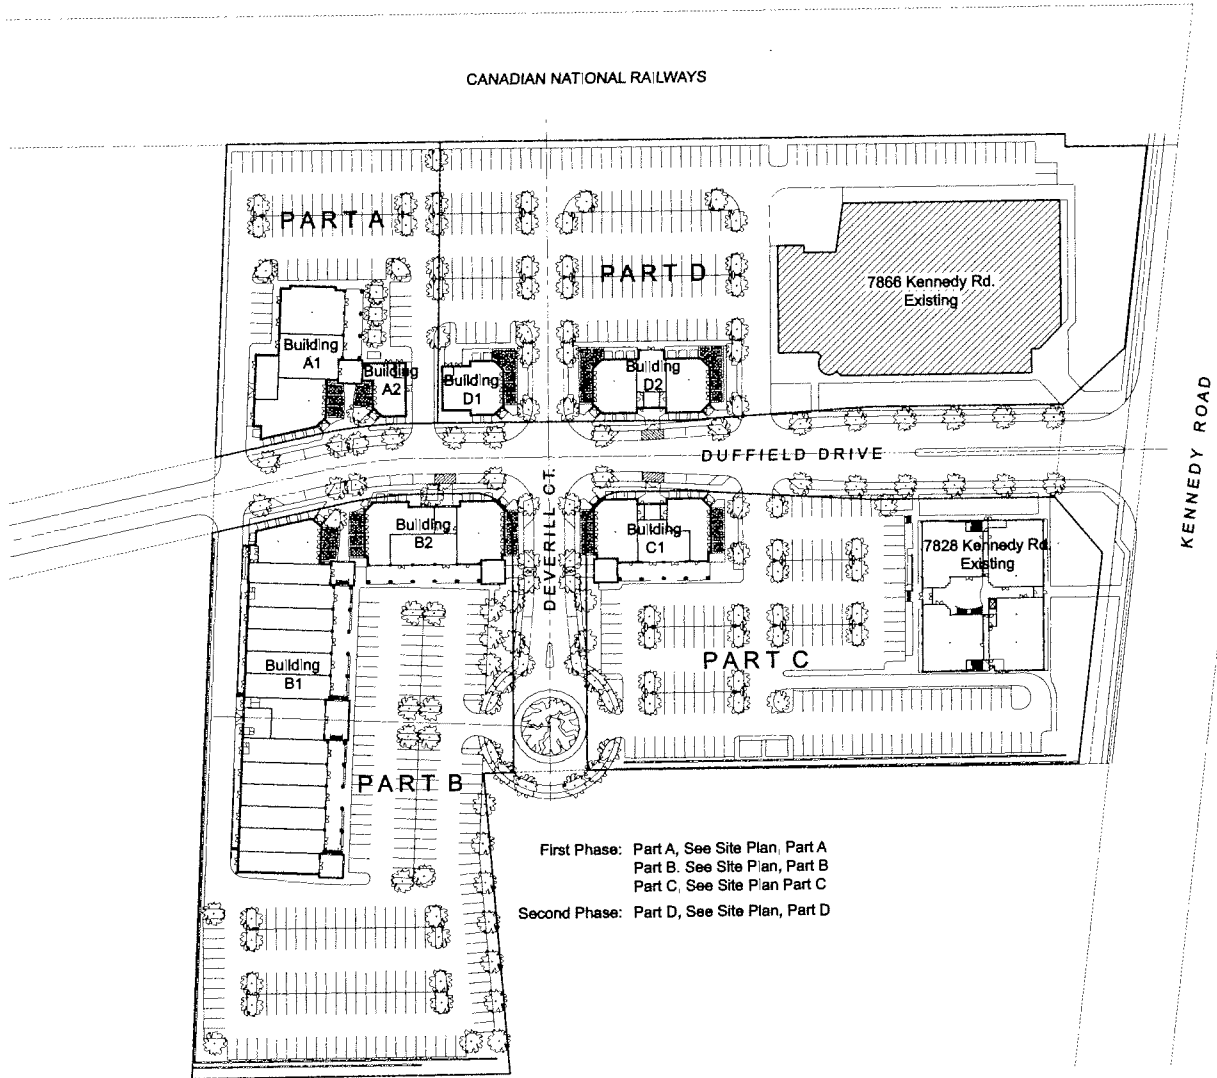 CANADIAN NATIONAL RAILWAYS
PART A
PART D
7866 Kennedy Rd.
Existing
Building
A1
Building
A2
Building
D1
Building
D2
KENNEDY ROAD
DUFFIELD DRIVE
DEVERILL CT.
Building
B2
Building
C1
7828 Kennedy Rd.
Existing
Building
B1
PART C
PART B
First Phase: Part A, See Site Plan, Part A
Part B. See Site Plan, Part B
Part C, See Site Plan Part C
Second Phase: Part D, See Site Plan, Part D